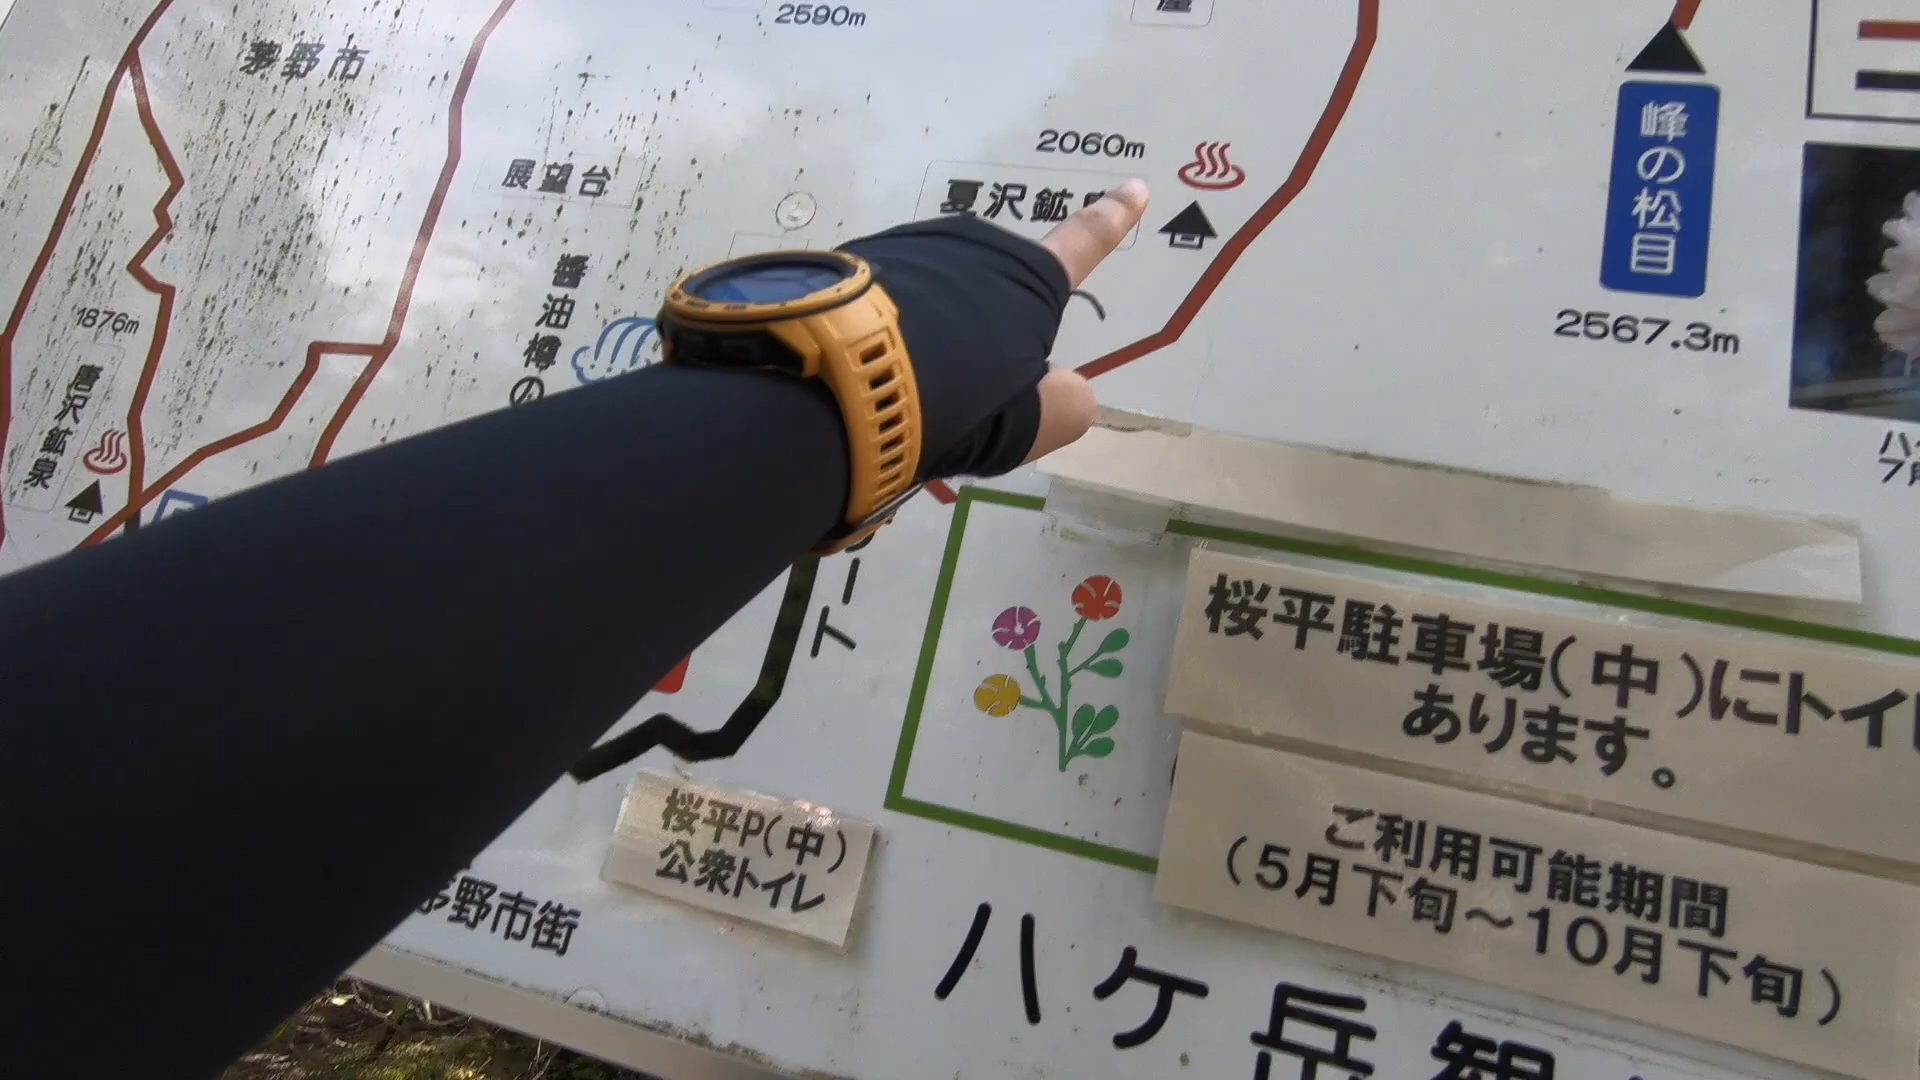 2590m
茅野市
展望台
2060m
夏沢鉱
峰の松目
2567.3m
醤油樽の
1876m
唐沢鉱泉
桜平駐車場(中)にトイ
あります。
ご利用可能期間
(5月下旬~10月下旬)
桜平P(中)
公衆トイレ
野市街
八ケ岳観